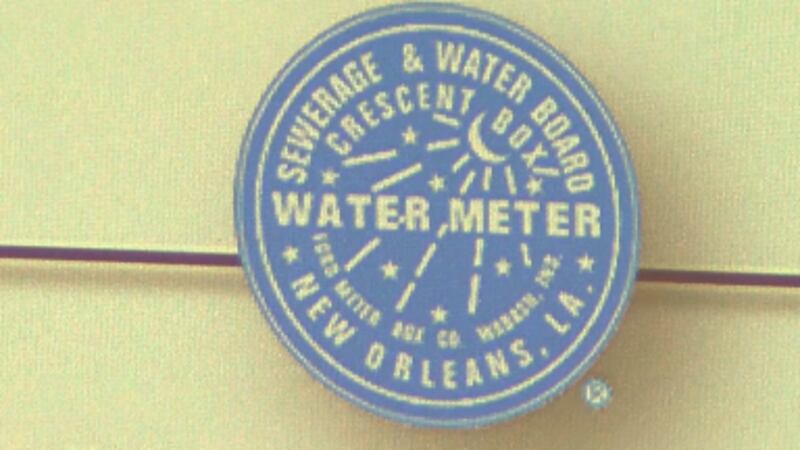 SEWERAGE & WATER BOARD
CRESCENT BOX
WATER METER
FORD METER BOX CO. WABASH, IND.
NEW ORLEANS, LA.
®